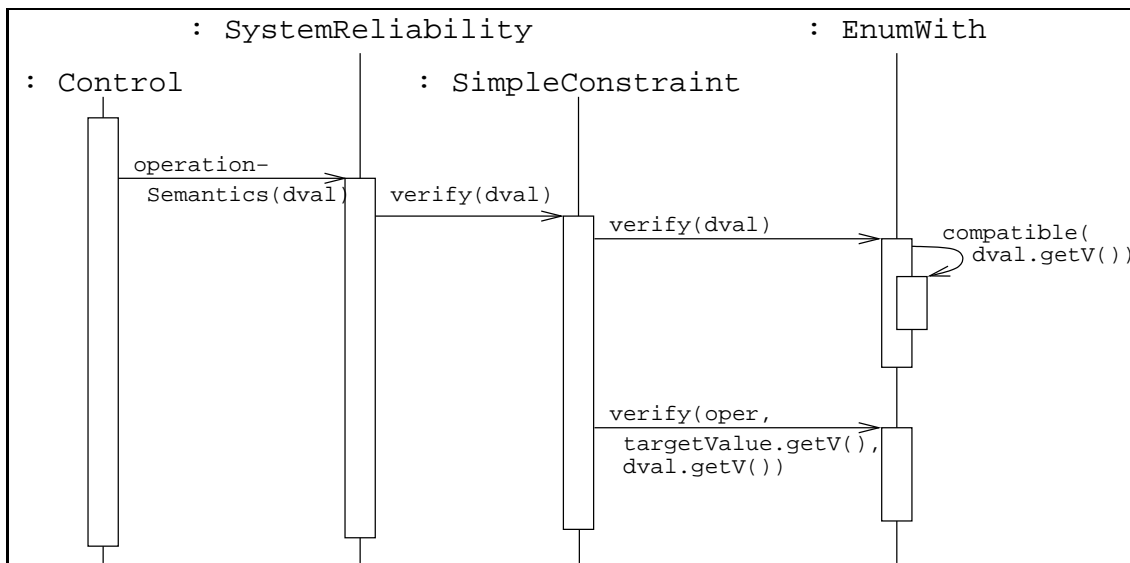 : SystemReliability
: EnumWith
: Control
: SimpleConstraint
operation-
Semantics(dval)
verify(dval)
verify(dval)
compatible(
dval.getV())
verify(oper,
targetValue.getV(),
dval.getV())